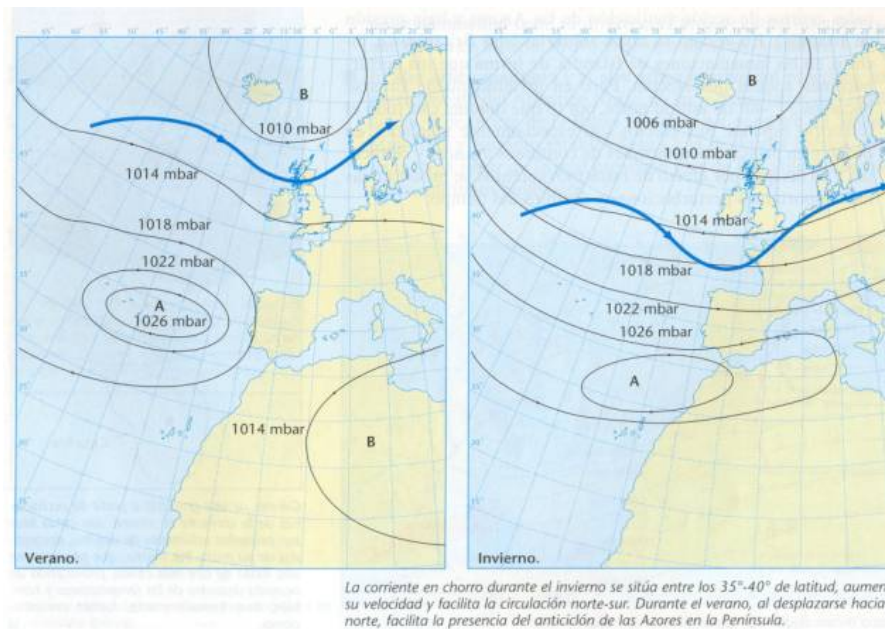 B
1010 mbar
1014 mbar
1018 mbar
1022 mbar
A
1026 mbar
1014 mbar
B
Verano.
B
1006 mbar
1010 mbar
1014 mbar
1018 mbar
1022 mbar
1026 mbar
A
Invierno.
La corriente en chorro durante el invierno se sitúa entre los 35°-40° de latitud, aumen
su velocidad y facilita la circulación norte-sur. Durante el verano, al desplazarse hacia
norte, facilita la presencia del anticiclón de las Azores en la Península.